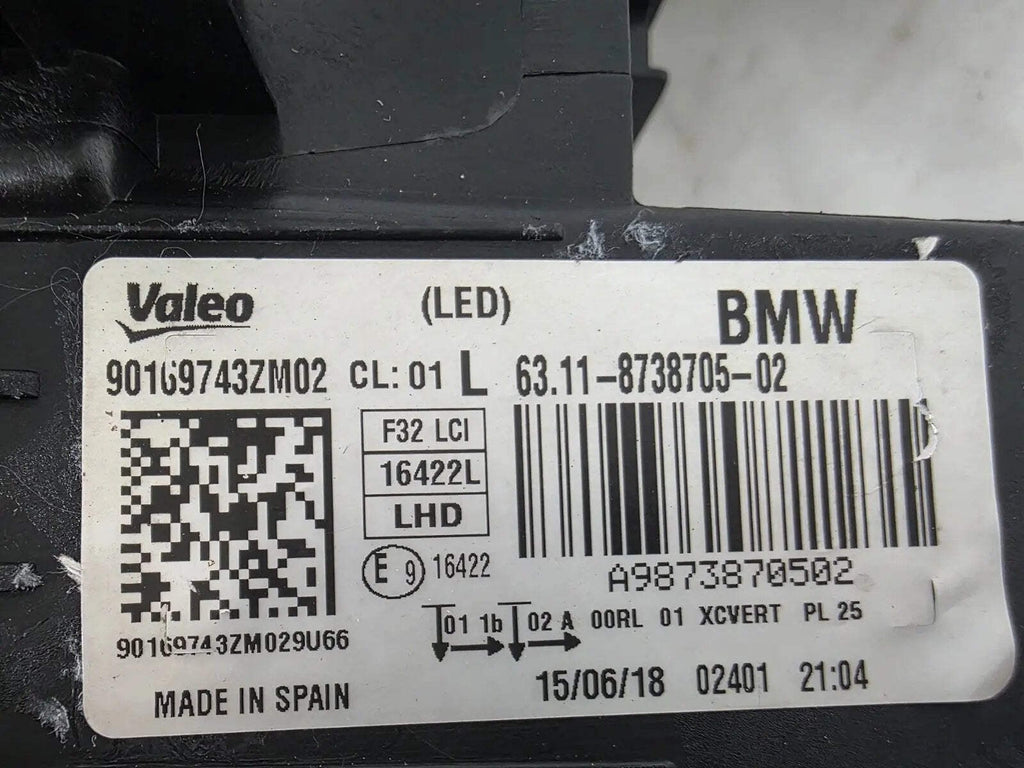 Valeo (LED) BMW
90169743ZM02 CL: 01 L 63.11-8738705-02
F32 LCI
16422L
LHD
E 9 16422
A9873870502
01 1b 02 A 00RL 01 XCVERT PL 25
90169743ZM029U66
MADE IN SPAIN 15/06/18 02401 21:04